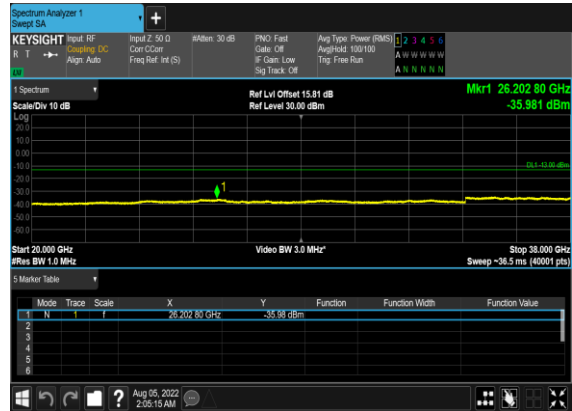 Spectrum Analyzer 1
Swept SA
+
KEYSIGHT Input: RF Input Z: 50 Ω #Atten: 30 dB PNO: Fast Avg Type: Power (RMS) 1 2 3 4 5 6
R T Coupling: DC Corr CCorr Gate: Off Avg|Hold: 100/100 A W W W W W
Align: Auto Freq Ref: Int (S) IF Gain: Low Trig: Free Run
Sig Track: Off A N N N N N
1 Spectrum Ref Lvl Offset 15.81 dB Mkr1 26.202 80 GHz
Scale/Div 10 dB Ref Level 30.00 dBm -35.981 dBm
Log
20.0
10.0
0.00
DL1 -13.00 dBm
-10.0
-20.0
1
-30.0
-40.0
-50.0
-60.0
Start 20.000 GHz Video BW 3.0 MHz* Stop 38.000 GHz
#Res BW 1.0 MHz Sweep ~36.5 ms (40001 pts)
5 Marker Table
Mode Trace Scale X Y Function Function Width Function Value
1 N 1 f 26.202 80 GHz -35.98 dBm
2
3
4
5
6
? Aug 05, 2022
2:05:15 AM